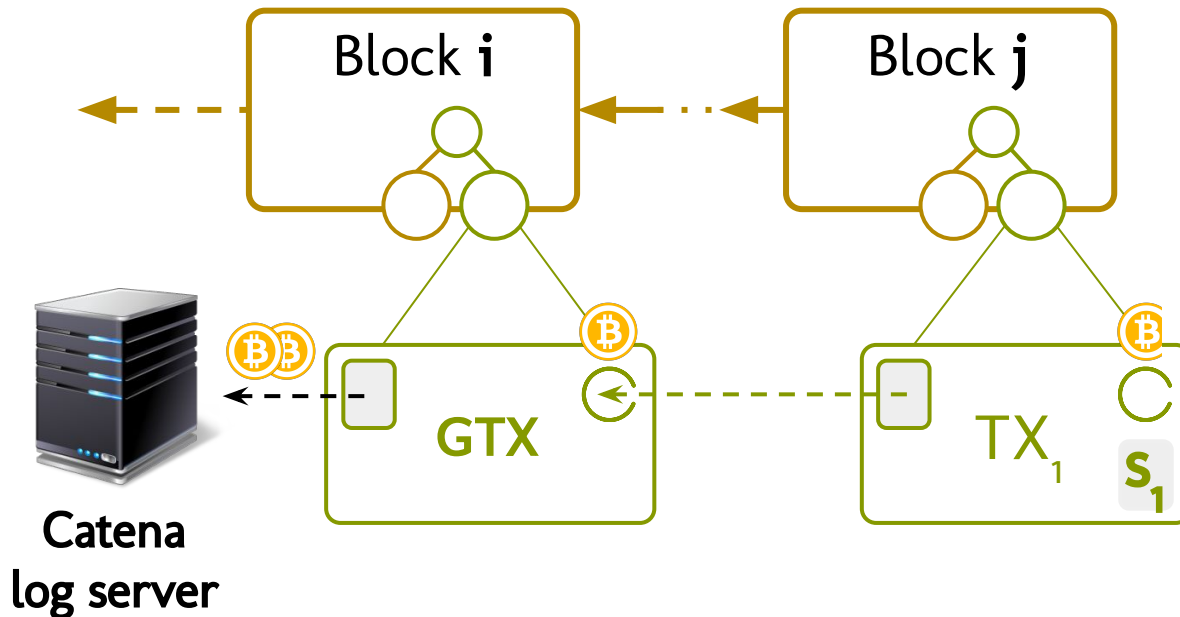 Block i
Block j
GTX
TX₁
S₁
Catena
log server